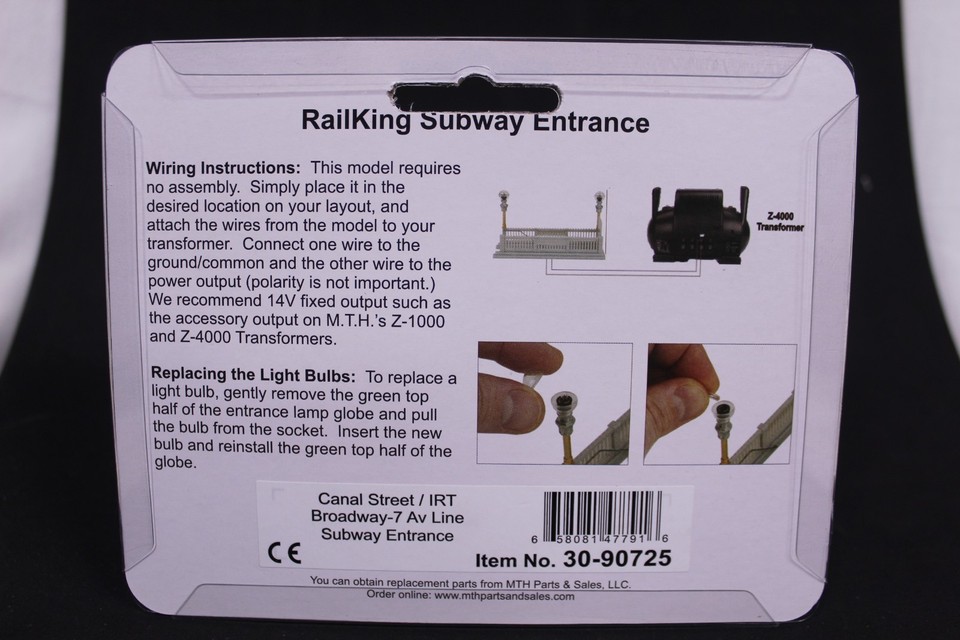 RailKing Subway Entrance
Wiring Instructions: This model requires
no assembly. Simply place it in the
desired location on your layout, and
attach the wires from the model to your
transformer. Connect one wire to the
ground/common and the other wire to the
power output (polarity is not important.)
We recommend 14V fixed output such as
the accessory output on M.T.H.'s Z-1000
and Z-4000 Transformers.
Z-4000
Transformer
Replacing the Light Bulbs: To replace a
light bulb, gently remove the green top
half of the entrance lamp globe and pull
the bulb from the socket. Insert the new
bulb and reinstall the green top half of the
globe.
Canal Street / IRT
Broadway-7 Av Line
Subway Entrance
CE
6 58081 47791 6
Item No. 30-90725
You can obtain replacement parts from MTH Parts & Sales, LLC.
Order online: www.mthpartsandsales.com